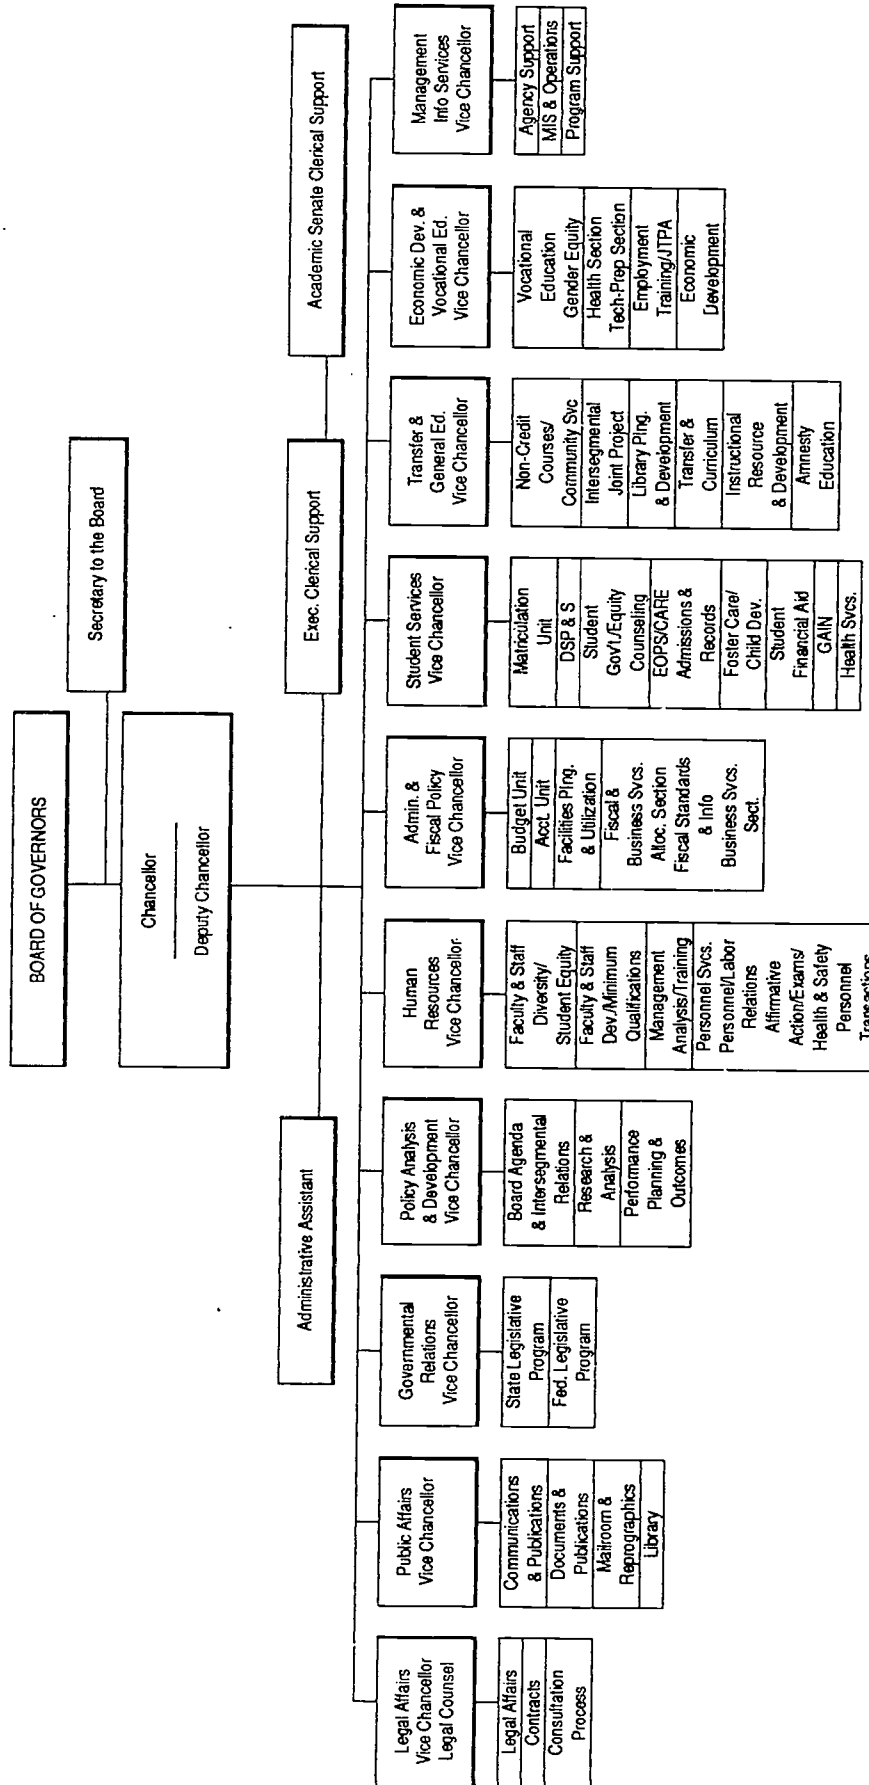 BOARD OF GOVERNORS
Secretary to the Board
Chancellor
Deputy Chancellor
Administrative Assistant
Exec. Clerical Support
Academic Senate Clerical Support
Legal Affairs
Vice Chancellor
Legal Counsel
Legal Affairs
Contracts
Consultation
Process
Public Affairs
Vice Chancellor
Communications
& Publications
Documents &
Publications
Mailroom &
Reprographics
Library
Governmental
Relations
Vice Chancellor
State Legislative
Program
Fed. Legislative
Program
Policy Analysis
& Development
Vice Chancellor
Board Agenda
& Intersegmental
Relations
Research &
Analysis
Performance
Planning &
Outcomes
Human
Resources
Vice Chancellor
Faculty & Staff
Diversity/
Student Equity
Faculty & Staff
Dev./Minimum
Qualifications
Management
Analysis/Training
Personnel Svcs.
Personnel/Labor
Relations
Affirmative
Action/Exams/
Health & Safety
Personnel
Transactions
Admin. &
Fiscal Policy
Vice Chancellor
Budget Unit
Acct. Unit
Facilities Plng.
& Utilization
Fiscal &
Business Svcs.
Alloc. Section
Fiscal Standards
& Info
Business Svcs.
Sect.
Student Services
Vice Chancellor
Matriculation
Unit
DSP & S
Student
Gov't./Equity
Counseling
EOPS/CARE
Admissions &
Records
Foster Care/
Child Dev.
Student
Financial Aid
GAIN
Health Svcs.
Transfer &
General Ed.
Vice Chancellor
Non-Credit
Courses/
Community Svc
Intersegmental
Joint Project
Library Plng.
& Development
Transfer &
Curriculum
Instructional
Resource
& Development
Amnesty
Education
Economic Dev. &
Vocational Ed.
Vice Chancellor
Vocational
Education
Gender Equity
Health Section
Tech-Prep Section
Employment
Training/JTPA
Economic
Development
Management
Info Services
Vice Chancellor
Agency Support
MIS & Operations
Program Support